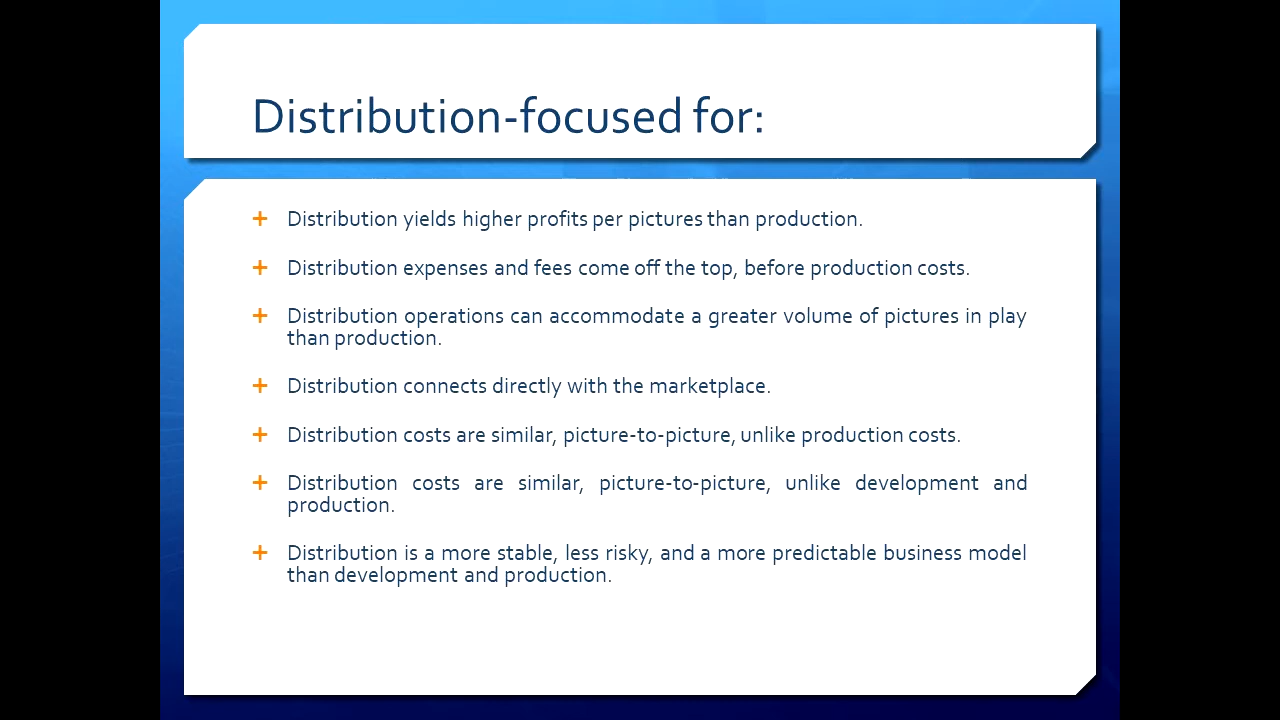 Distribution-focused for:
Distribution yields higher profits per pictures than production.
Distribution expenses and fees come off the top, before production costs.
Distribution operations can accommodate a greater volume of pictures in play
than production.
Distribution connects directly with the marketplace.
Distribution costs are similar, picture-to-picture, unlike production costs.
Distribution costs are similar, picture-to-picture, unlike development and
production.
Distribution is a more stable, less risky, and a more predictable business model
than development and production.